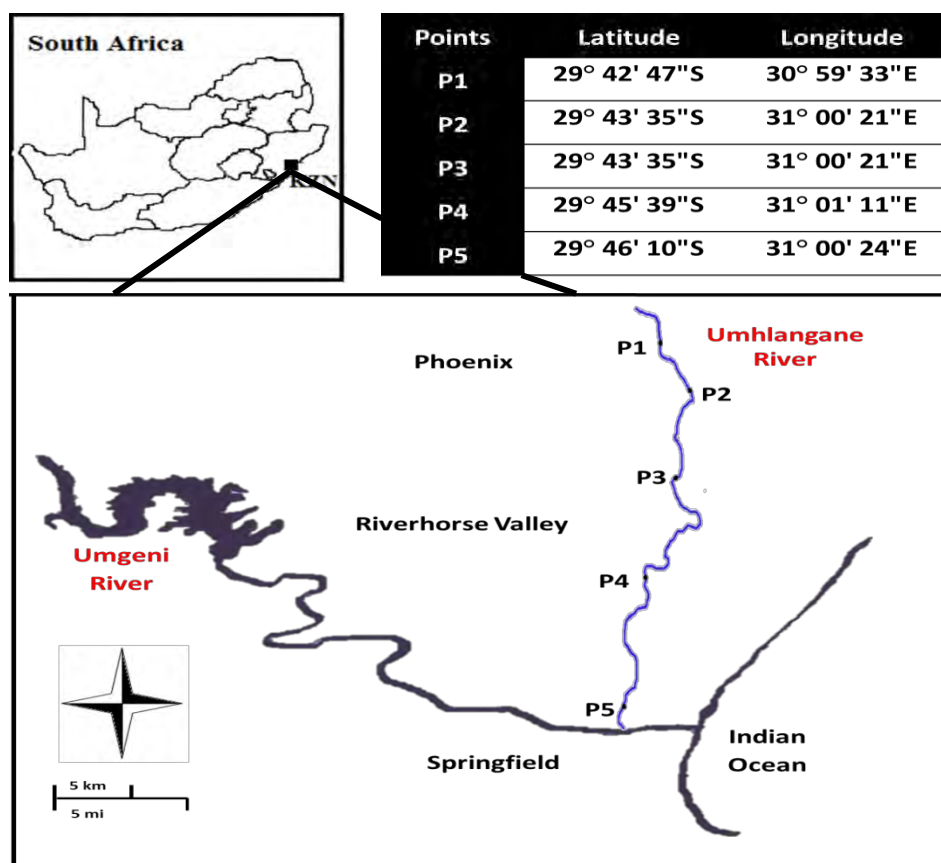 South Africa
KZN
Points Latitude Longitude
P1 29° 42' 47"S 30° 59' 33"E
P2 29° 43' 35"S 31° 00' 21"E
P3 29° 43' 35"S 31° 00' 21"E
P4 29° 45' 39"S 31° 01' 11"E
P5 29° 46' 10"S 31° 00' 24"E
Umhlangane
River
P1
Phoenix
P2
P3
Riverhorse Valley
Umgeni
River
P4
P5
Springfield
Indian
Ocean
5 km
5 mi